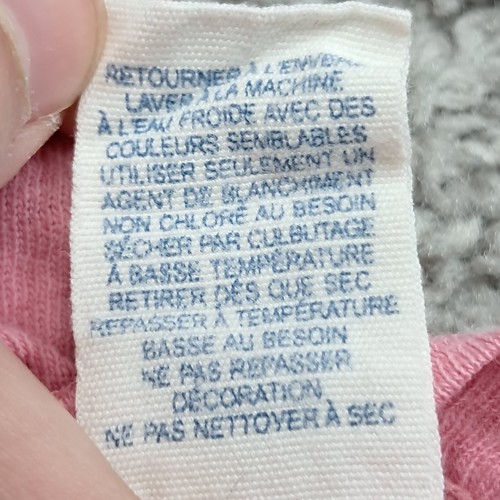 RETOURNER À L'ENVERS
LAVER À LA MACHINE
À L'EAU FROIDE AVEC DES
COULEURS SEMBLABLES
UTILISER SEULEMENT UN
AGENT DE BLANCHIMENT
NON CHLORÉ AU BESOIN
SÉCHER PAR CULBUTAGE
À BASSE TEMPÉRATURE
RETIRER DÈS QUE SEC
REPASSER À TEMPÉRATURE
BASSE AU BESOIN
NE PAS REPASSER
DÉCORATION
NE PAS NETTOYER À SEC